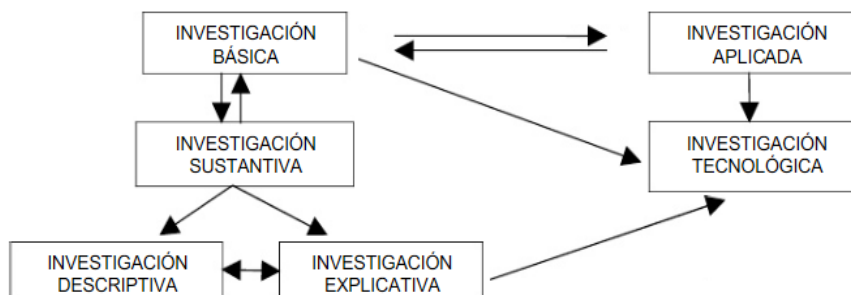 INVESTIGACIÓN
BÁSICA
INVESTIGACIÓN
APLICADA
INVESTIGACIÓN
SUSTANTIVA
INVESTIGACIÓN
TECNOLÓGICA
INVESTIGACIÓN
DESCRIPTIVA
INVESTIGACIÓN
EXPLICATIVA